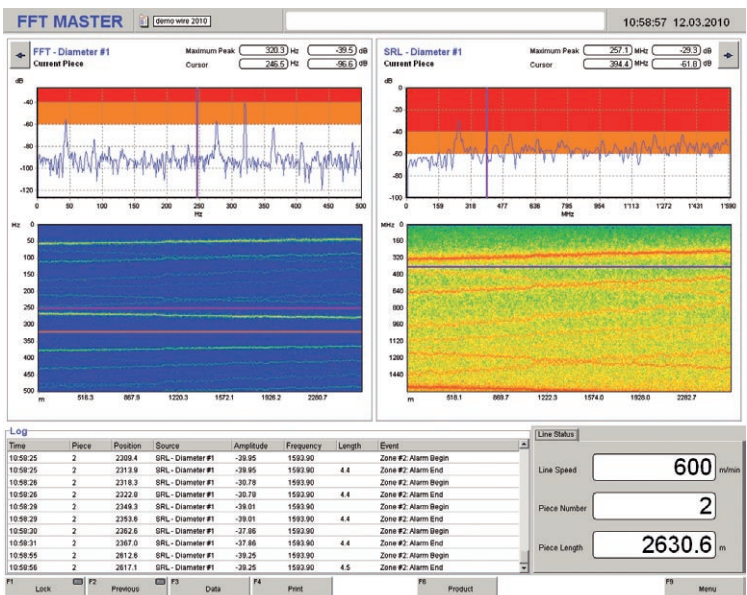 FFT MASTER demo wire 2010 10:58:57 12.03.2010
FFT - Diameter #1
Current Piece
Maximum Peak 320.3 Hz -39.5 dB
Cursor 246.5 Hz -96.6 dB
dB
-40
-60
-80
-100
-120
0 50 100 150 200 250 300 350 400 450 500
Hz
Hz 0
50
100
150
200
250
300
350
400
450
500
m 516.3 867.9 1220.3 1572.1 1926.2 2280.7
SRL - Diameter #1
Current Piece
Maximum Peak 257.1 MHz -29.3 dB
Cursor 394.4 MHz -61.8 dB
dB
0
-20
-40
-60
-80
-100
0 159 318 477 636 795 954 1'113 1'272 1'431 1'590
MHz
MHz 0
160
320
480
640
800
960
1120
1280
1440
m 518.1 869.7 1222.3 1574.0 1928.0 2282.7
Log
Time Piece Position Source Amplitude Frequency Length Event
10:58:25 2 2309.4 SRL - Diameter #1 -39.95 1593.90 Zone #2: Alarm Begin
10:58:25 2 2313.9 SRL - Diameter #1 -39.95 1593.90 4.4 Zone #2: Alarm End
10:58:26 2 2318.3 SRL - Diameter #1 -30.78 1593.90 Zone #2: Alarm Begin
10:58:26 2 2322.8 SRL - Diameter #1 -30.78 1593.90 4.4 Zone #2: Alarm End
10:58:29 2 2349.3 SRL - Diameter #1 -39.01 1593.90 Zone #2: Alarm Begin
10:58:29 2 2353.6 SRL - Diameter #1 -39.01 1593.90 4.4 Zone #2: Alarm End
10:58:30 2 2362.6 SRL - Diameter #1 -37.86 1593.90 Zone #2: Alarm Begin
10:58:31 2 2367.0 SRL - Diameter #1 -37.86 1593.90 4.4 Zone #2: Alarm End
10:58:55 2 2612.6 SRL - Diameter #1 -39.25 1593.90 Zone #2: Alarm Begin
10:58:56 2 2617.1 SRL - Diameter #1 -39.25 1593.90 4.5 Zone #2: Alarm End
Line Status
Line Speed 600 m/min
Piece Number 2
Piece Length 2630.6 m
F1 Lock F2 Previous F3 Data F4 Print F6 Product F9 Menu